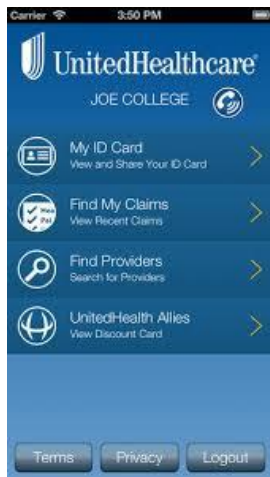 Carrier 3:50 PM
UnitedHealthcare®
JOE COLLEGE
My ID Card
View and Share Your ID Card
Find My Claims
View Recent Claims
Find Providers
Search for Providers
UnitedHealth Allies
View Discount Card
Terms Privacy Logout